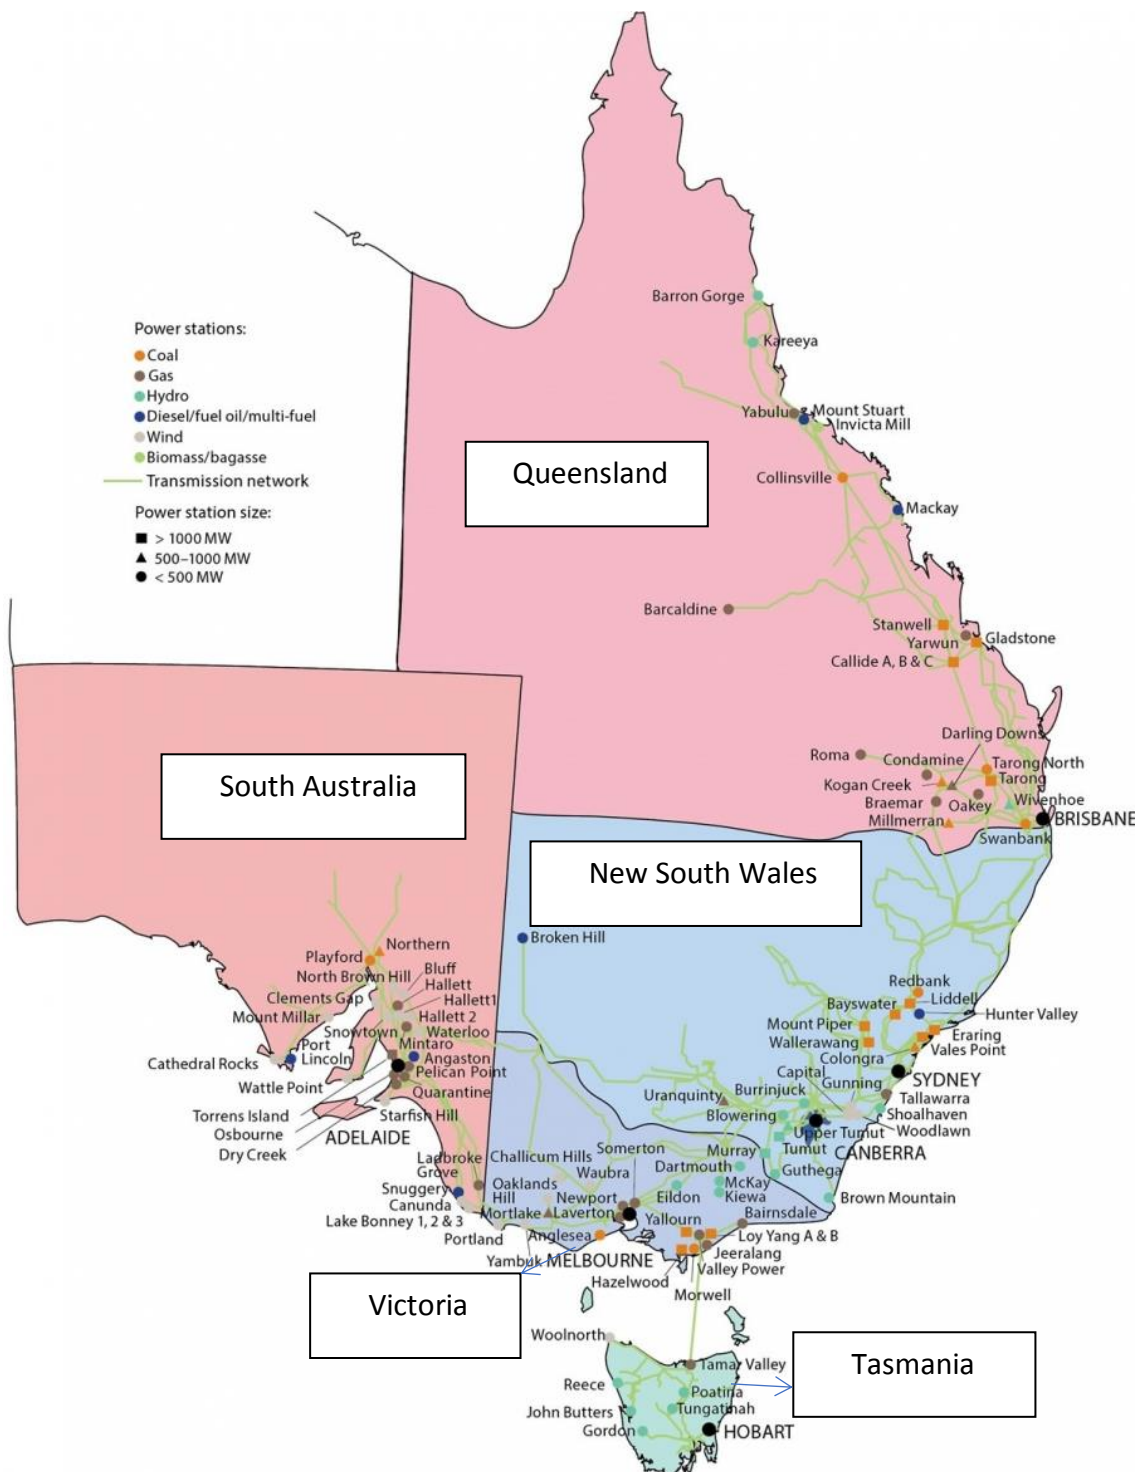 Barron Gorge
Kareeya
Power stations:
Coal
Gas
Hydro
Diesel/fuel oil/multi-fuel
Wind
Biomass/bagasse
Transmission network
Power station size:
> 1000 MW
500–1000 MW
< 500 MW
Yabulu
Mount Stuart
Invicta Mill
Queensland
Collinsville
Mackay
Barcaldine
Stanwell
Yarwun
Gladstone
Callide A, B & C
Darling Downs
Roma
Condamine
Tarong North
Kogan Creek
Tarong
Braemar
Oakey
Wivenhoe
Millmerran
BRISBANE
Swanbank
South Australia
New South Wales
Broken Hill
Northern
Playford
North Brown Hill
Bluff
Hallett
Clements Gap
Hallett1
Mount Millar
Hallett 2
Snowtown
Waterloo
Port
Lincoln
Mintaro
Cathedral Rocks
Angaston
Pelican Point
Wattle Point
Quarantine
Torrens Island
Starfish Hill
Osbourne
ADELAIDE
Dry Creek
Redbank
Bayswater
Liddell
Hunter Valley
Mount Piper
Wallerawang
Eraring
Vales Point
Colongra
Capital
Gunning
SYDNEY
Uranquinty
Burrinjuck
Tallawarra
Blowering
Shoalhaven
Upper Tumut
Woodlawn
Tumut
CANBERRA
Murray
Guthega
Brown Mountain
Ladbroke
Grove
Challicum Hills
Somerton
Waubra
Dartmouth
McKay
Snuggery
Oaklands
Hill
Newport
Eildon
Kiewa
Canunda
Mortlake
Laverton
Bairnsdale
Lake Bonney 1, 2 & 3
Yallourn
Portland
Anglesea
Loy Yang A & B
Yambuk
MELBOURNE
Jeeralang
Valley Power
Hazelwood
Morwell
Victoria
Woolnorth
Tamar Valley
Tasmania
Reece
Poatina
John Butters
Tungatinah
Gordon
HOBART